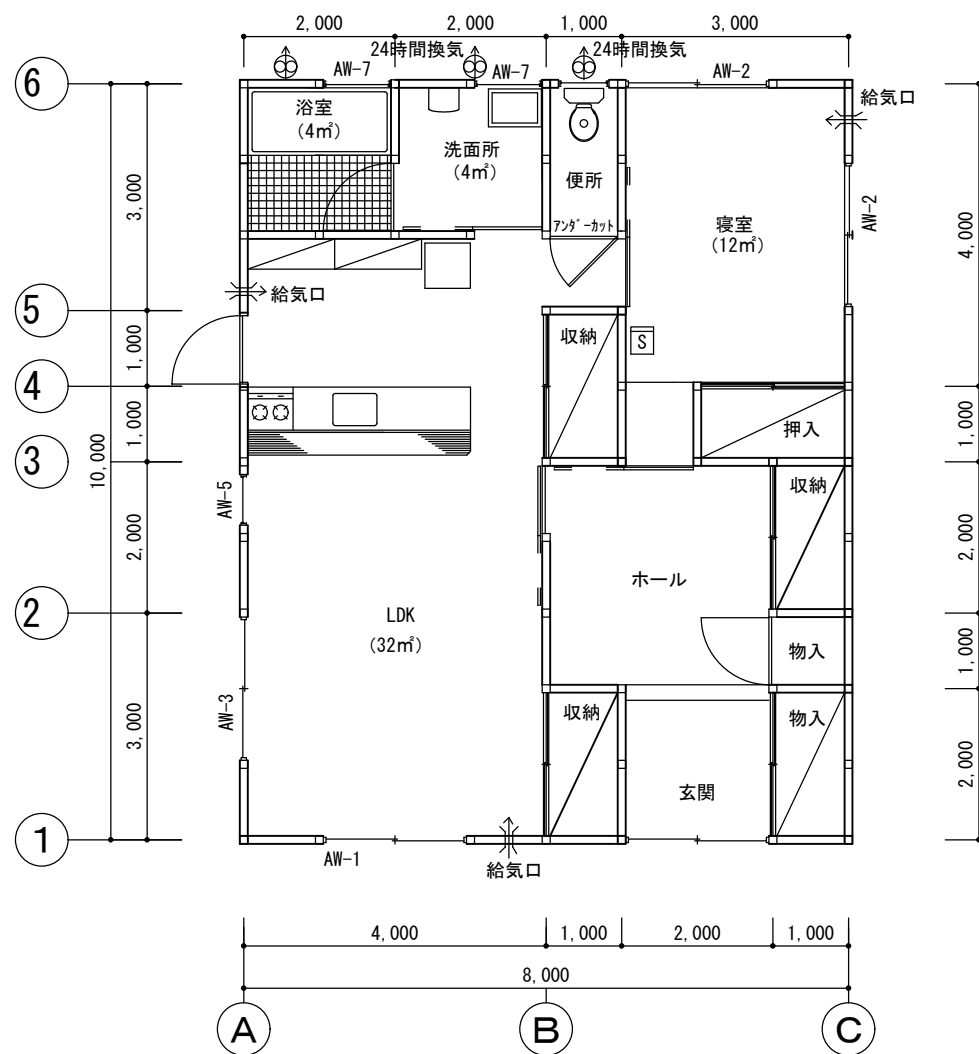 2,000
2,000
1,000
3,000
24時間換気
24時間換気
6
AW-7
AW-7
AW-2
浴室
(4㎡)
洗面所
(4㎡)
便所
アンダーカット
給気口
3,000
寝室
(12㎡)
AW-2
4,000
給気口
5
収納
S
1,000
4
押入
1,000
1,000
3
10,000
収納
AW-5
2,000
ホール
2,000
2
LDK
(32㎡)
物入
1,000
AW-3
収納
物入
3,000
玄関
2,000
1
AW-1
給気口
4,000
1,000
2,000
1,000
8,000
A
B
C